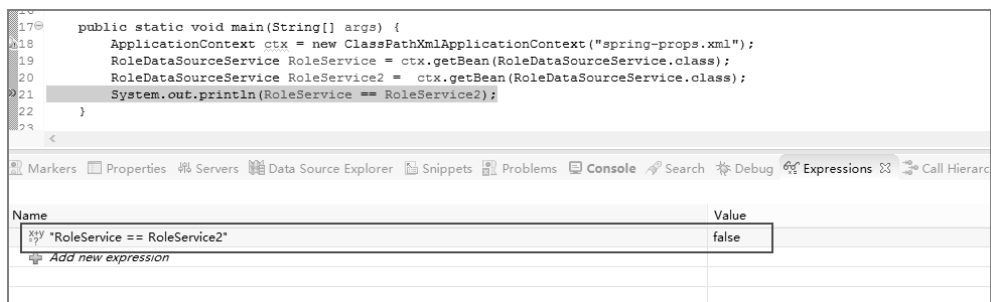 17 public static void main(String[] args) {
18 ApplicationContext ctx = new ClassPathXmlApplicationContext("spring-props.xml");
19 RoleDataSourceService RoleService = ctx.getBean(RoleDataSourceService.class);
20 RoleDataSourceService RoleService2 =  ctx.getBean(RoleDataSourceService.class);
21 System.out.println(RoleService == RoleService2);
22 }
23
Markers Properties Servers Data Source Explorer Snippets Problems Console Search Debug Expressions Call Hierarc
Name Value
"RoleService == RoleService2" false
Add new expression